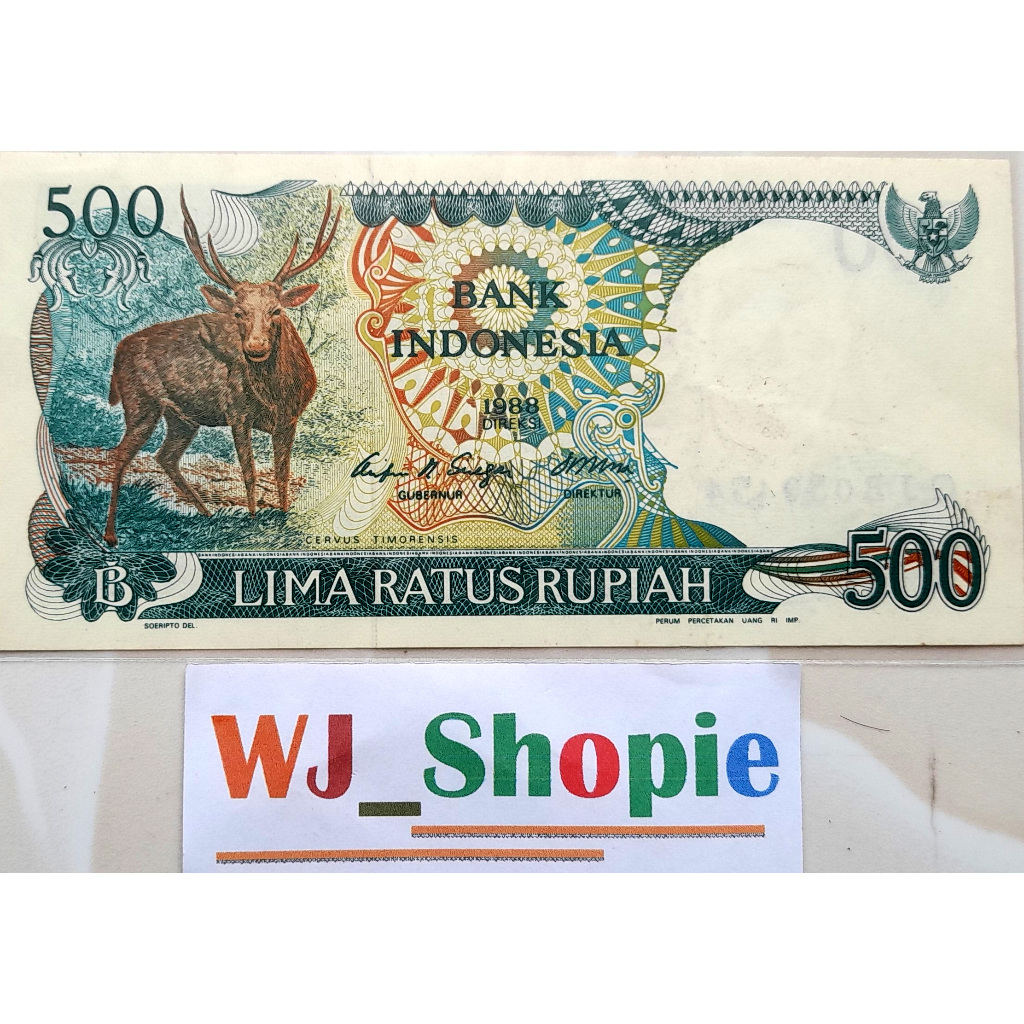 500
BANK
INDONESIA
1988
DIREKSI
GUBERNUR
DIREKTUR
CERVUS TIMORENSIS
B
LIMA RATUS RUPIAH
500
SOERIPTO DEL.
PERUM PERCETAKAN UANG RI IMP.
WJ_Shopie